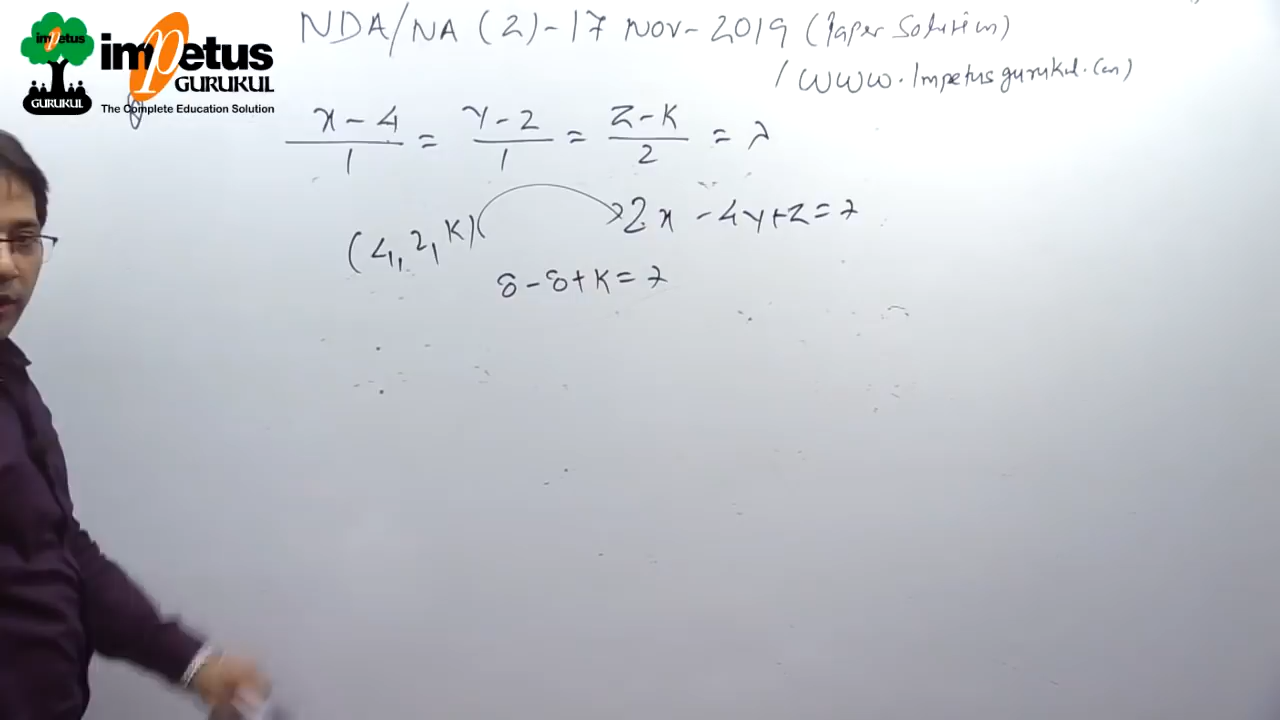 NDA/NA (2)-17 Nov-2019 (Paper Solution)
impetus
GURUKUL
impetus
GURUKUL
The Complete Education Solution
/ www.Impetusgurukul.com)
x-4/1 = y-2/1 = z-k/2 = λ
(4, 2, k) 2x - 4y + z = 7
8 - 8 + k = 7